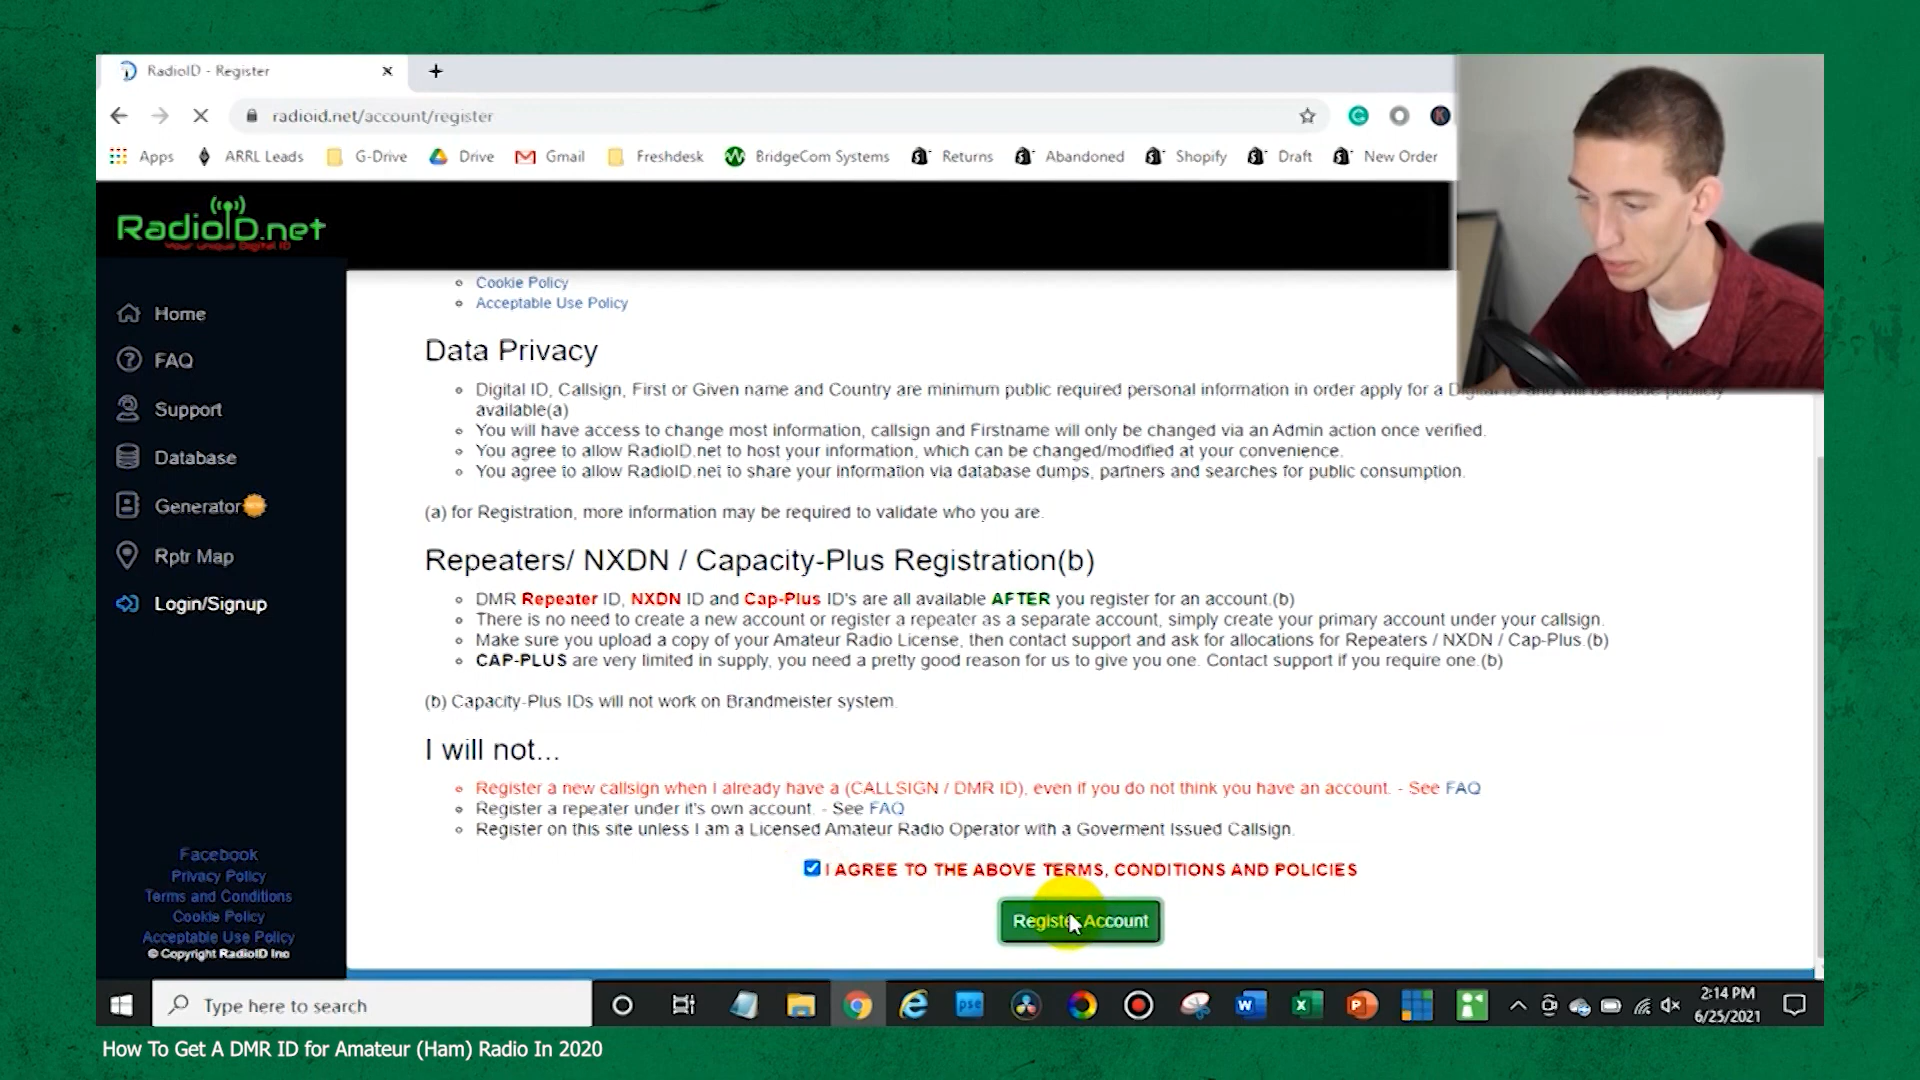 RadioID - Register
radioid.net/account/register
Apps
ARRL Leads
G-Drive
Drive
Gmail
Freshdesk
BridgeCom Systems
Returns
Abandoned
Shopify
Draft
New Order
K
RadioID.net
Your Unique Digital ID
Home
FAQ
Support
Database
Generator
Rptr Map
Login/Signup
Facebook
Privacy Policy
Terms and Conditions
Cookie Policy
Acceptable Use Policy
© Copyright RadioID Inc
Cookie Policy
Acceptable Use Policy
Data Privacy
Digital ID, Callsign, First or Given name and Country are minimum public required personal information in order apply for a Digital ID and will be made publicly
available(a)
You will have access to change most information, callsign and Firstname will only be changed via an Admin action once verified.
You agree to allow RadioID.net to host your information, which can be changed/modified at your convenience.
You agree to allow RadioID.net to share your information via database dumps, partners and searches for public consumption.
(a) for Registration, more information may be required to validate who you are.
Repeaters/ NXDN / Capacity-Plus Registration(b)
DMR Repeater ID, NXDN ID and Cap-Plus ID's are all available AFTER you register for an account.(b)
There is no need to create a new account or register a repeater as a separate account, simply create your primary account under your callsign.
Make sure you upload a copy of your Amateur Radio License, then contact support and ask for allocations for Repeaters / NXDN / Cap-Plus.(b)
CAP-PLUS are very limited in supply, you need a pretty good reason for us to give you one. Contact support if you require one.(b)
(b) Capacity-Plus IDs will not work on Brandmeister system.
I will not...
Register a new callsign when I already have a (CALLSIGN / DMR ID), even if you do not think you have an account. - See FAQ
Register a repeater under it's own account. - See FAQ
Register on this site unless I am a Licensed Amateur Radio Operator with a Goverment Issued Callsign.
I AGREE TO THE ABOVE TERMS, CONDITIONS AND POLICIES
Register Account
Type here to search
pse
2:14 PM
6/25/2021
How To Get A DMR ID for Amateur (Ham) Radio In 2020